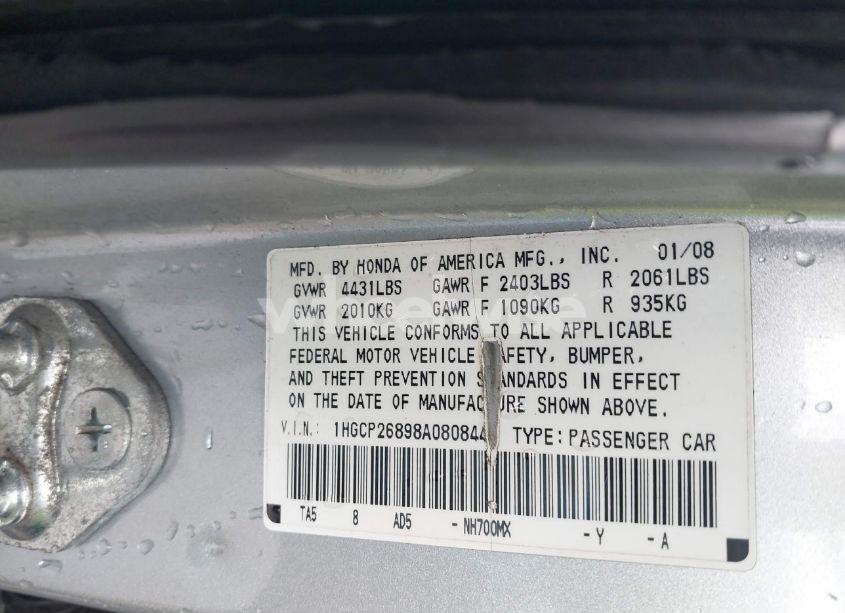 MFD. BY HONDA OF AMERICA MFG., INC. 01/08
GVWR 4431LBS GAWR F 2403LBS R 2061LBS
GVWR 2010KG GAWR F 1090KG R 935KG
THIS VEHICLE CONFORMS TO ALL APPLICABLE
FEDERAL MOTOR VEHICLE AFETY, BUMPER,
AND THEFT PREVENTION S ANDARDS IN EFFECT
ON THE DATE OF MANUFACTURE SHOWN ABOVE.
V.I.N.: 1HGCP26898A080844 TYPE: PASSENGER CAR
TA5 8 AD5 - NH700MX - Y - A